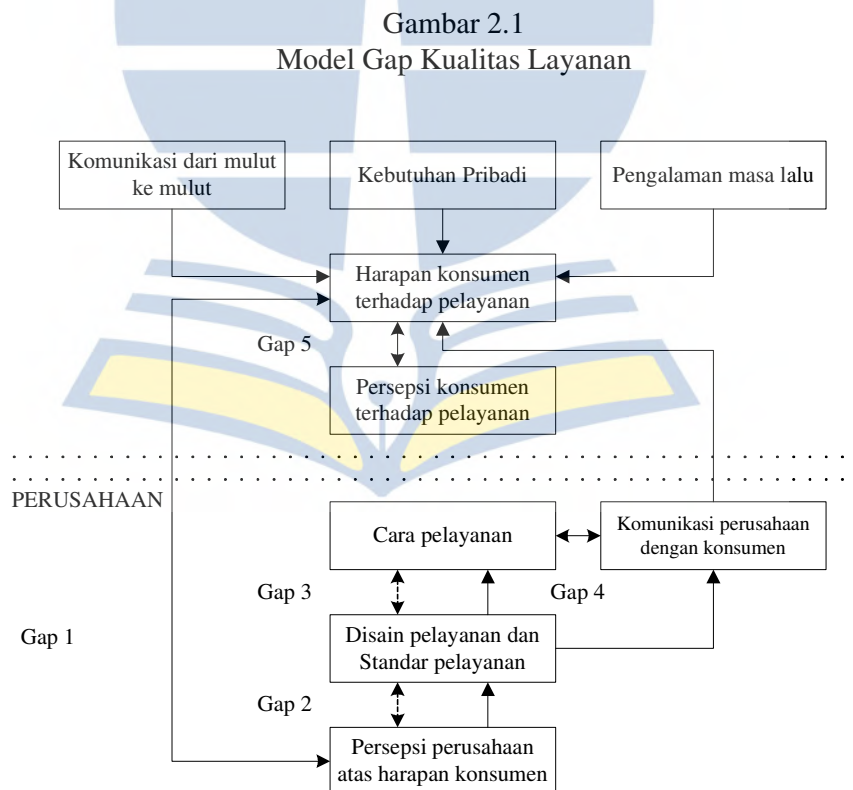 Gambar 2.1
Model Gap Kualitas Layanan
Komunikasi dari mulut
ke mulut
Kebutuhan Pribadi
Pengalaman masa lalu
Harapan konsumen
terhadap pelayanan
Gap 5
Persepsi konsumen
terhadap pelayanan
PERUSAHAAN
Cara pelayanan
Komunikasi perusahaan
dengan konsumen
Gap 3
Gap 4
Gap 1
Disain pelayanan dan
Standar pelayanan
Gap 2
Persepsi perusahaan
atas harapan konsumen